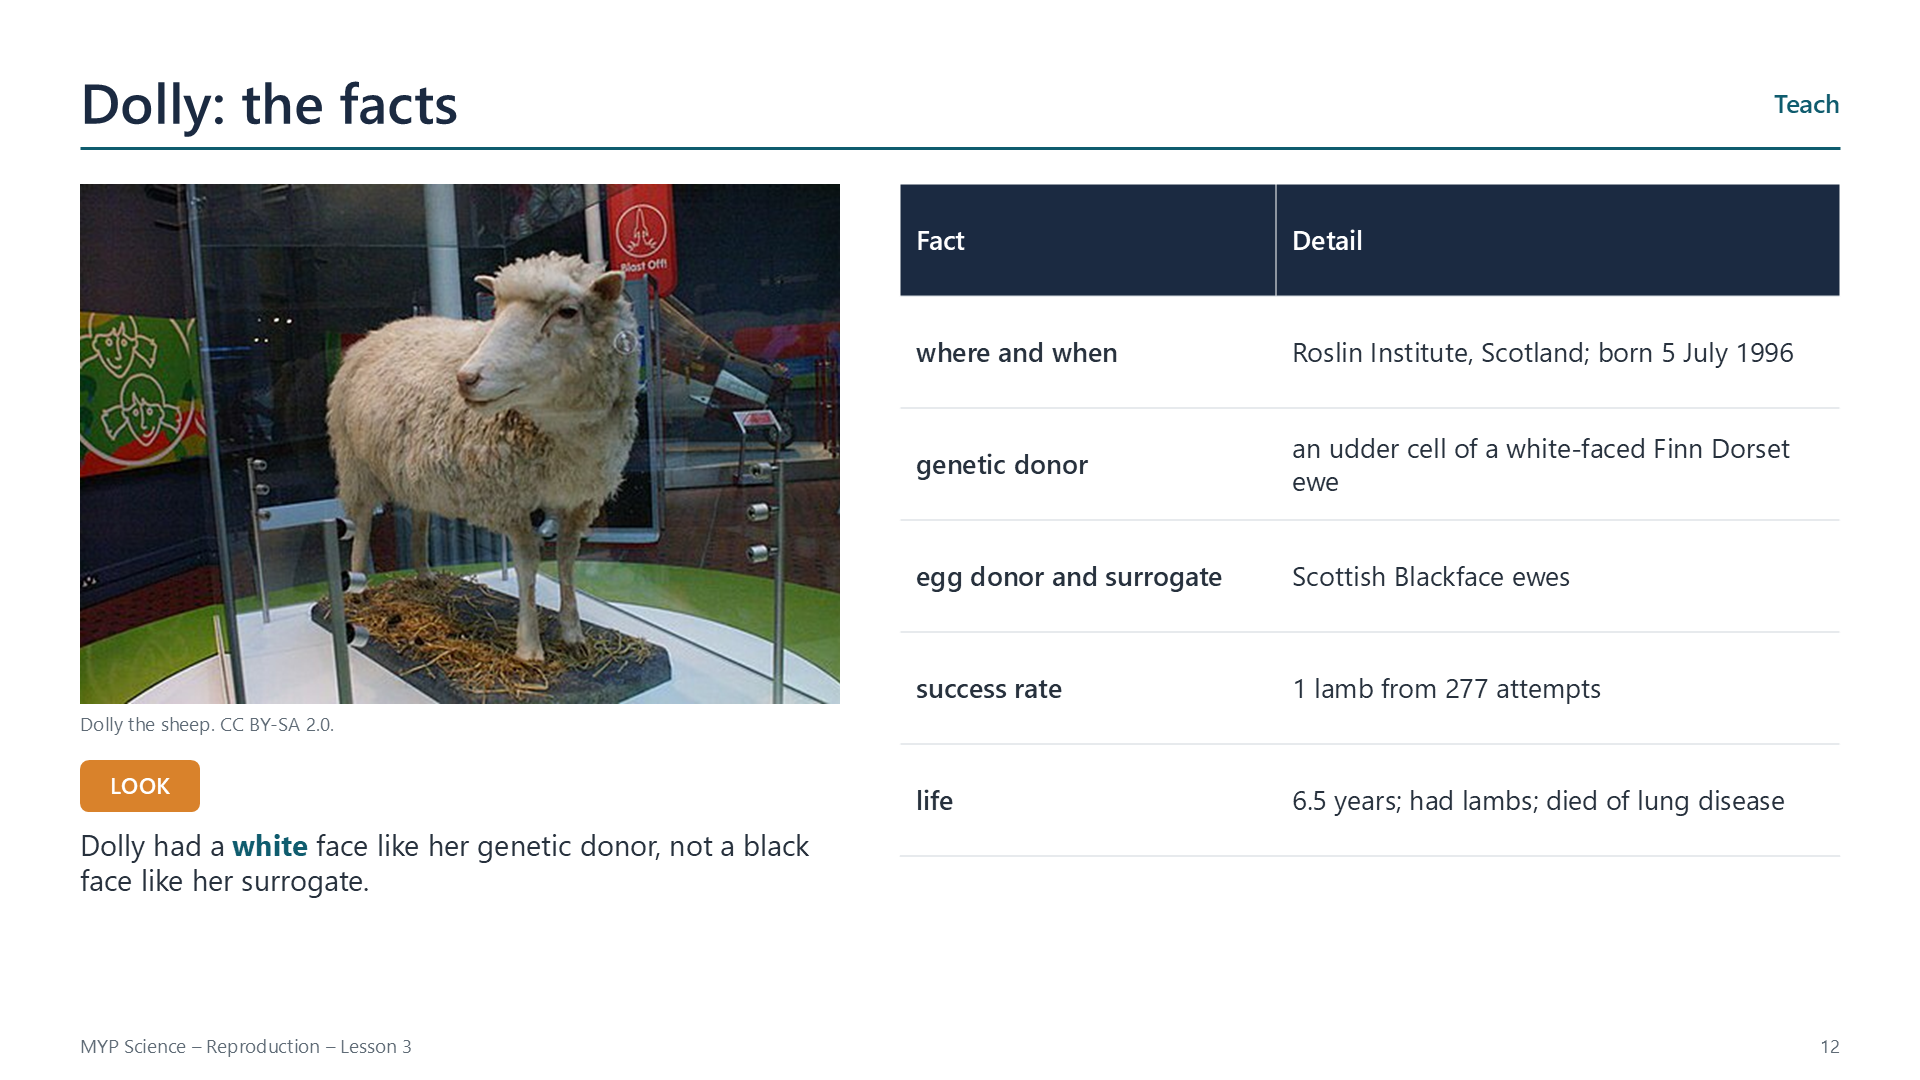 Dolly: the facts
Teach
Blast Off!
Dolly the sheep. CC BY-SA 2.0.
LOOK
Dolly had a white face like her genetic donor, not a black
face like her surrogate.
Fact
Detail
where and when
Roslin Institute, Scotland; born 5 July 1996
genetic donor
an udder cell of a white-faced Finn Dorset
ewe
egg donor and surrogate
Scottish Blackface ewes
success rate
1 lamb from 277 attempts
life
6.5 years; had lambs; died of lung disease
MYP Science – Reproduction – Lesson 3
12